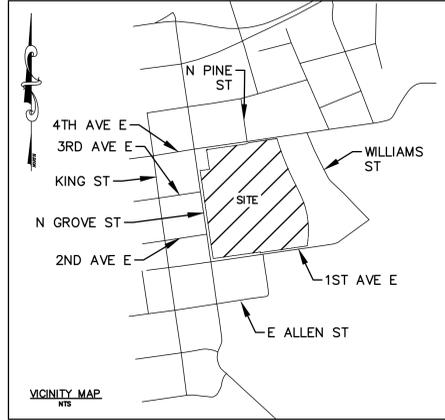 N PINE
ST
4TH AVE E
3RD AVE E
KING ST
WILLIAMS
ST
SITE
N GROVE ST
2ND AVE E
1ST AVE E
E ALLEN ST
VICINITY MAP
NTS